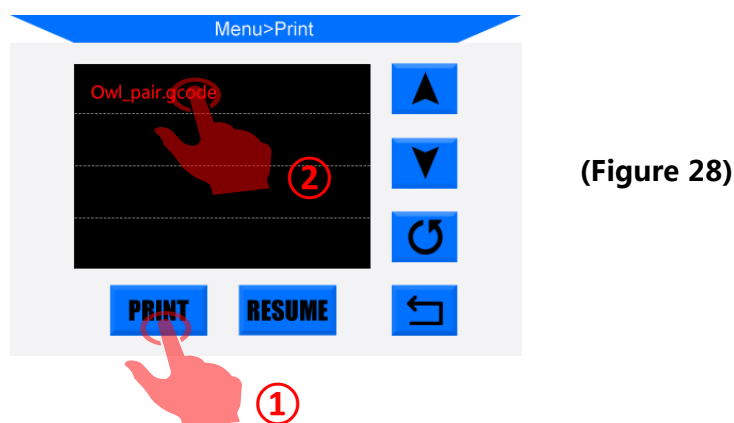 Menu>Print
Owl_pair.gcode
②
(Figure 28)
PRINT RESUME
①